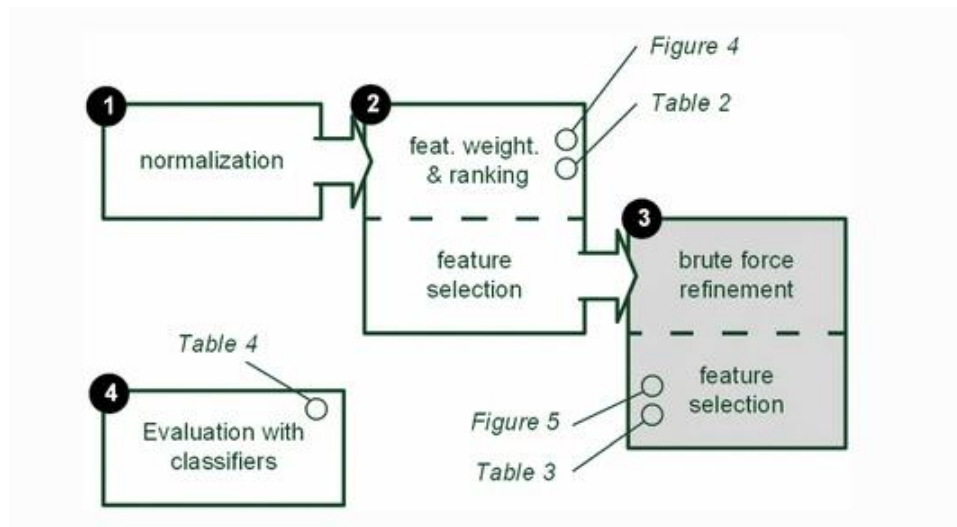 1
normalization
2
feat. weight.
& ranking
Figure 4
Table 2
feature
selection
3
brute force
refinement
feature
selection
Figure 5
Table 3
Table 4
4
Evaluation with
classifiers